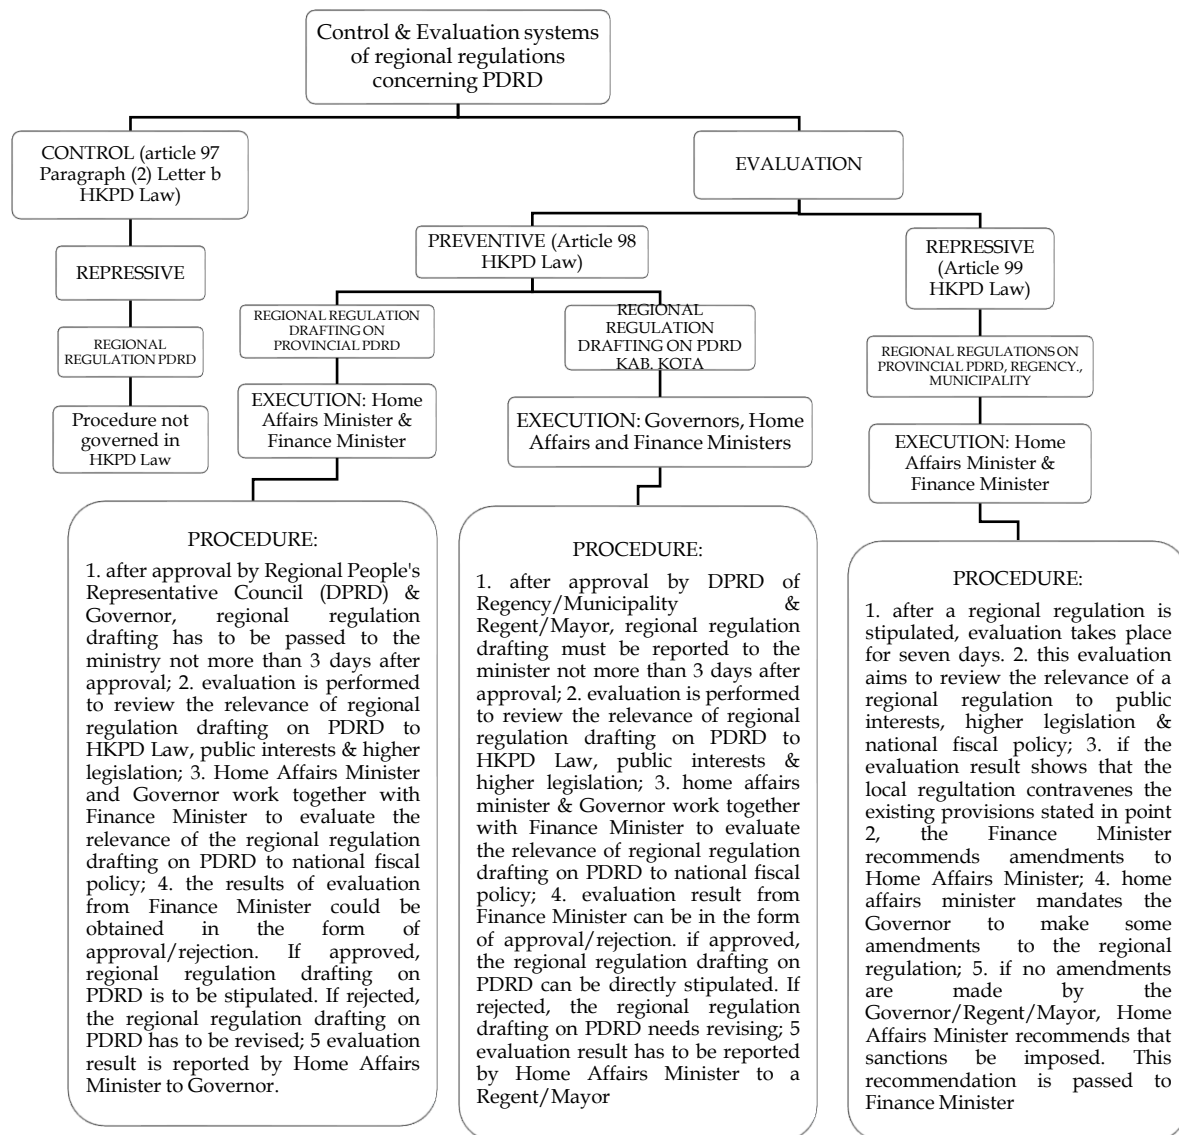 Control & Evaluation systems
of regional regulations
concerning PDRD
CONTROL (article 97
Paragraph (2) Letter b
HKPD Law)
EVALUATION
REPRESSIVE
PREVENTIVE (Article 98
HKPD Law)
REPRESSIVE
(Article 99
HKPD Law)
REGIONAL
REGULATION PDRD
REGIONAL REGULATION
DRAFTING ON
PROVINCIAL PDRD
REGIONAL
REGULATION
DRAFTING ON PDRD
KAB. KOTA
REGIONAL REGULATIONS ON
PROVINCIAL PDRD, REGENCY.,
MUNICIPALITY
Procedure not
governed in
HKPD Law
EXECUTION: Home
Affairs Minister &
Finance Minister
EXECUTION: Governors, Home
Affairs and Finance Ministers
EXECUTION: Home
Affairs Minister &
Finance Minister
PROCEDURE:
1. after approval by Regional People's
Representative Council (DPRD) &
Governor, regional regulation
drafting has to be passed to the
ministry not more than 3 days after
approval; 2. evaluation is performed
to review the relevance of regional
regulation drafting on PDRD to
HKPD Law, public interests & higher
legislation; 3. Home Affairs Minister
and Governor work together with
Finance Minister to evaluate the
relevance of the regional regulation
drafting on PDRD to national fiscal
policy; 4. the results of evaluation
from Finance Minister could be
obtained in the form of
approval/rejection. If approved,
regional regulation drafting on
PDRD is to be stipulated. If rejected,
the regional regulation drafting on
PDRD has to be revised; 5 evaluation
result is reported by Home Affairs
Minister to Governor.
PROCEDURE:
1. after approval by DPRD of
Regency/Municipality &
Regent/Mayor, regional regulation
drafting must be reported to the
minister not more than 3 days after
approval; 2. evaluation is performed
to review the relevance of regional
regulation drafting on PDRD to
HKPD Law, public interests &
higher legislation; 3. home affairs
minister & Governor work together
with Finance Minister to evaluate
the relevance of regional regulation
drafting on PDRD to national fiscal
policy; 4. evaluation result from
Finance Minister can be in the form
of approval/rejection. if approved,
the regional regulation drafting on
PDRD can be directly stipulated. If
rejected, the regional regulation
drafting on PDRD needs revising; 5
evaluation result has to be reported
by Home Affairs Minister to a
Regent/Mayor
PROCEDURE:
1. after a regional regulation is
stipulated, evaluation takes place
for seven days. 2. this evaluation
aims to review the relevance of a
regional regulation to public
interests, higher legislation &
national fiscal policy; 3. if the
evaluation result shows that the
local regultation contravenes the
existing provisions stated in point
2, the Finance Minister
recommends amendments to
Home Affairs Minister; 4. home
affairs minister mandates the
Governor to make some
amendments to the regional
regulation; 5. if no amendments
are made by the
Governor/Regent/Mayor, Home
Affairs Minister recommends that
sanctions be imposed. This
recommendation is passed to
Finance Minister